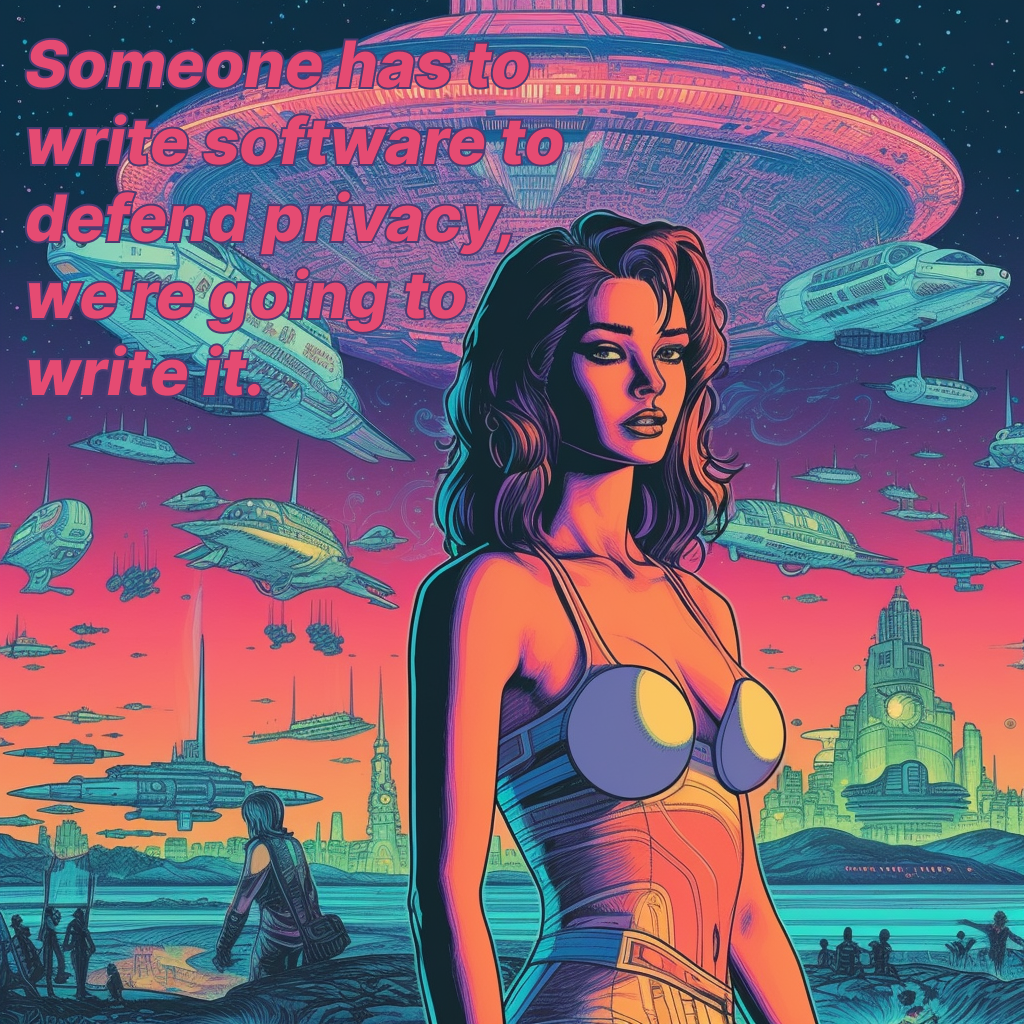 Someone has to
write software to
defend privacy,
we're going to
write it.